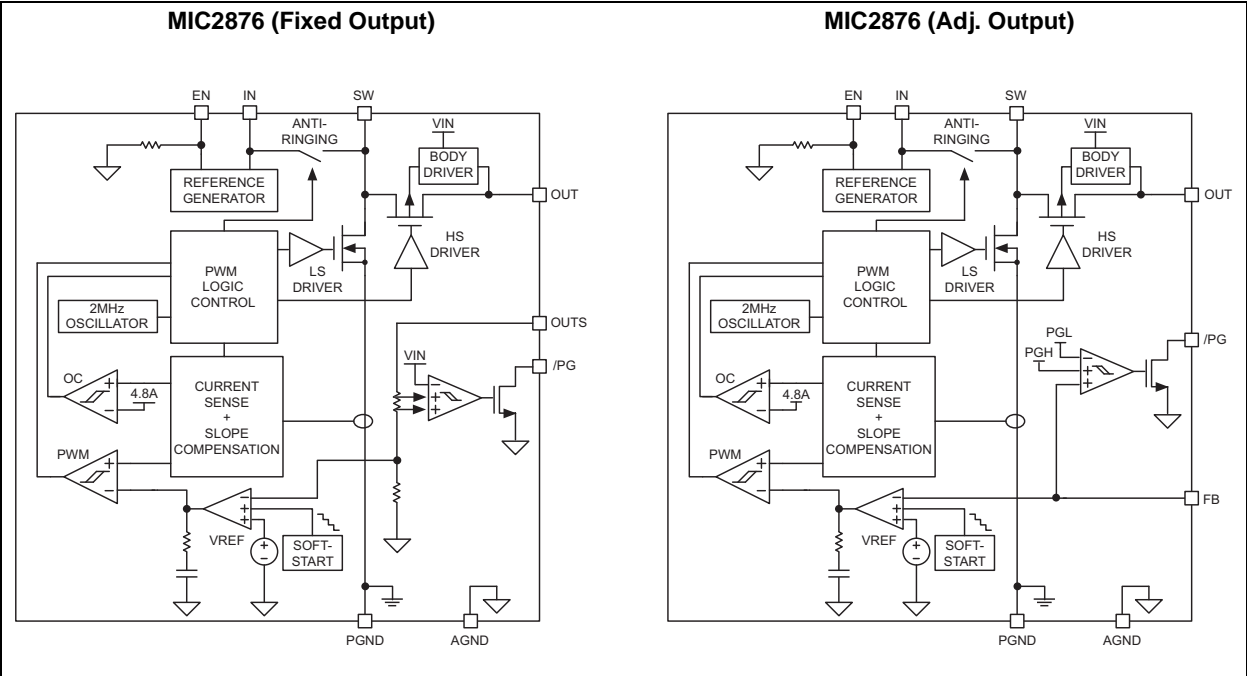 MIC2876 (Fixed Output)
EN
IN
SW
ANTI-
RINGING
VIN
BODY
DRIVER
REFERENCE
GENERATOR
OUT
HS
DRIVER
PWM
LOGIC
CONTROL
LS
DRIVER
2MHz
OSCILLATOR
OUTS
VIN
/PG
OC
+
−
4.8A
CURRENT
SENSE
+
SLOPE
COMPENSATION
−
+
+
PWM
+
−
−
+
+
VREF
+
−
SOFT-
START
PGND
AGND
MIC2876 (Adj. Output)
EN
IN
SW
ANTI-
RINGING
VIN
BODY
DRIVER
REFERENCE
GENERATOR
OUT
HS
DRIVER
PWM
LOGIC
CONTROL
LS
DRIVER
2MHz
OSCILLATOR
PGL
PGH
/PG
−
+
+
OC
+
−
4.8A
CURRENT
SENSE
+
SLOPE
COMPENSATION
PWM
+
−
−
+
+
FB
VREF
+
−
SOFT-
START
PGND
AGND